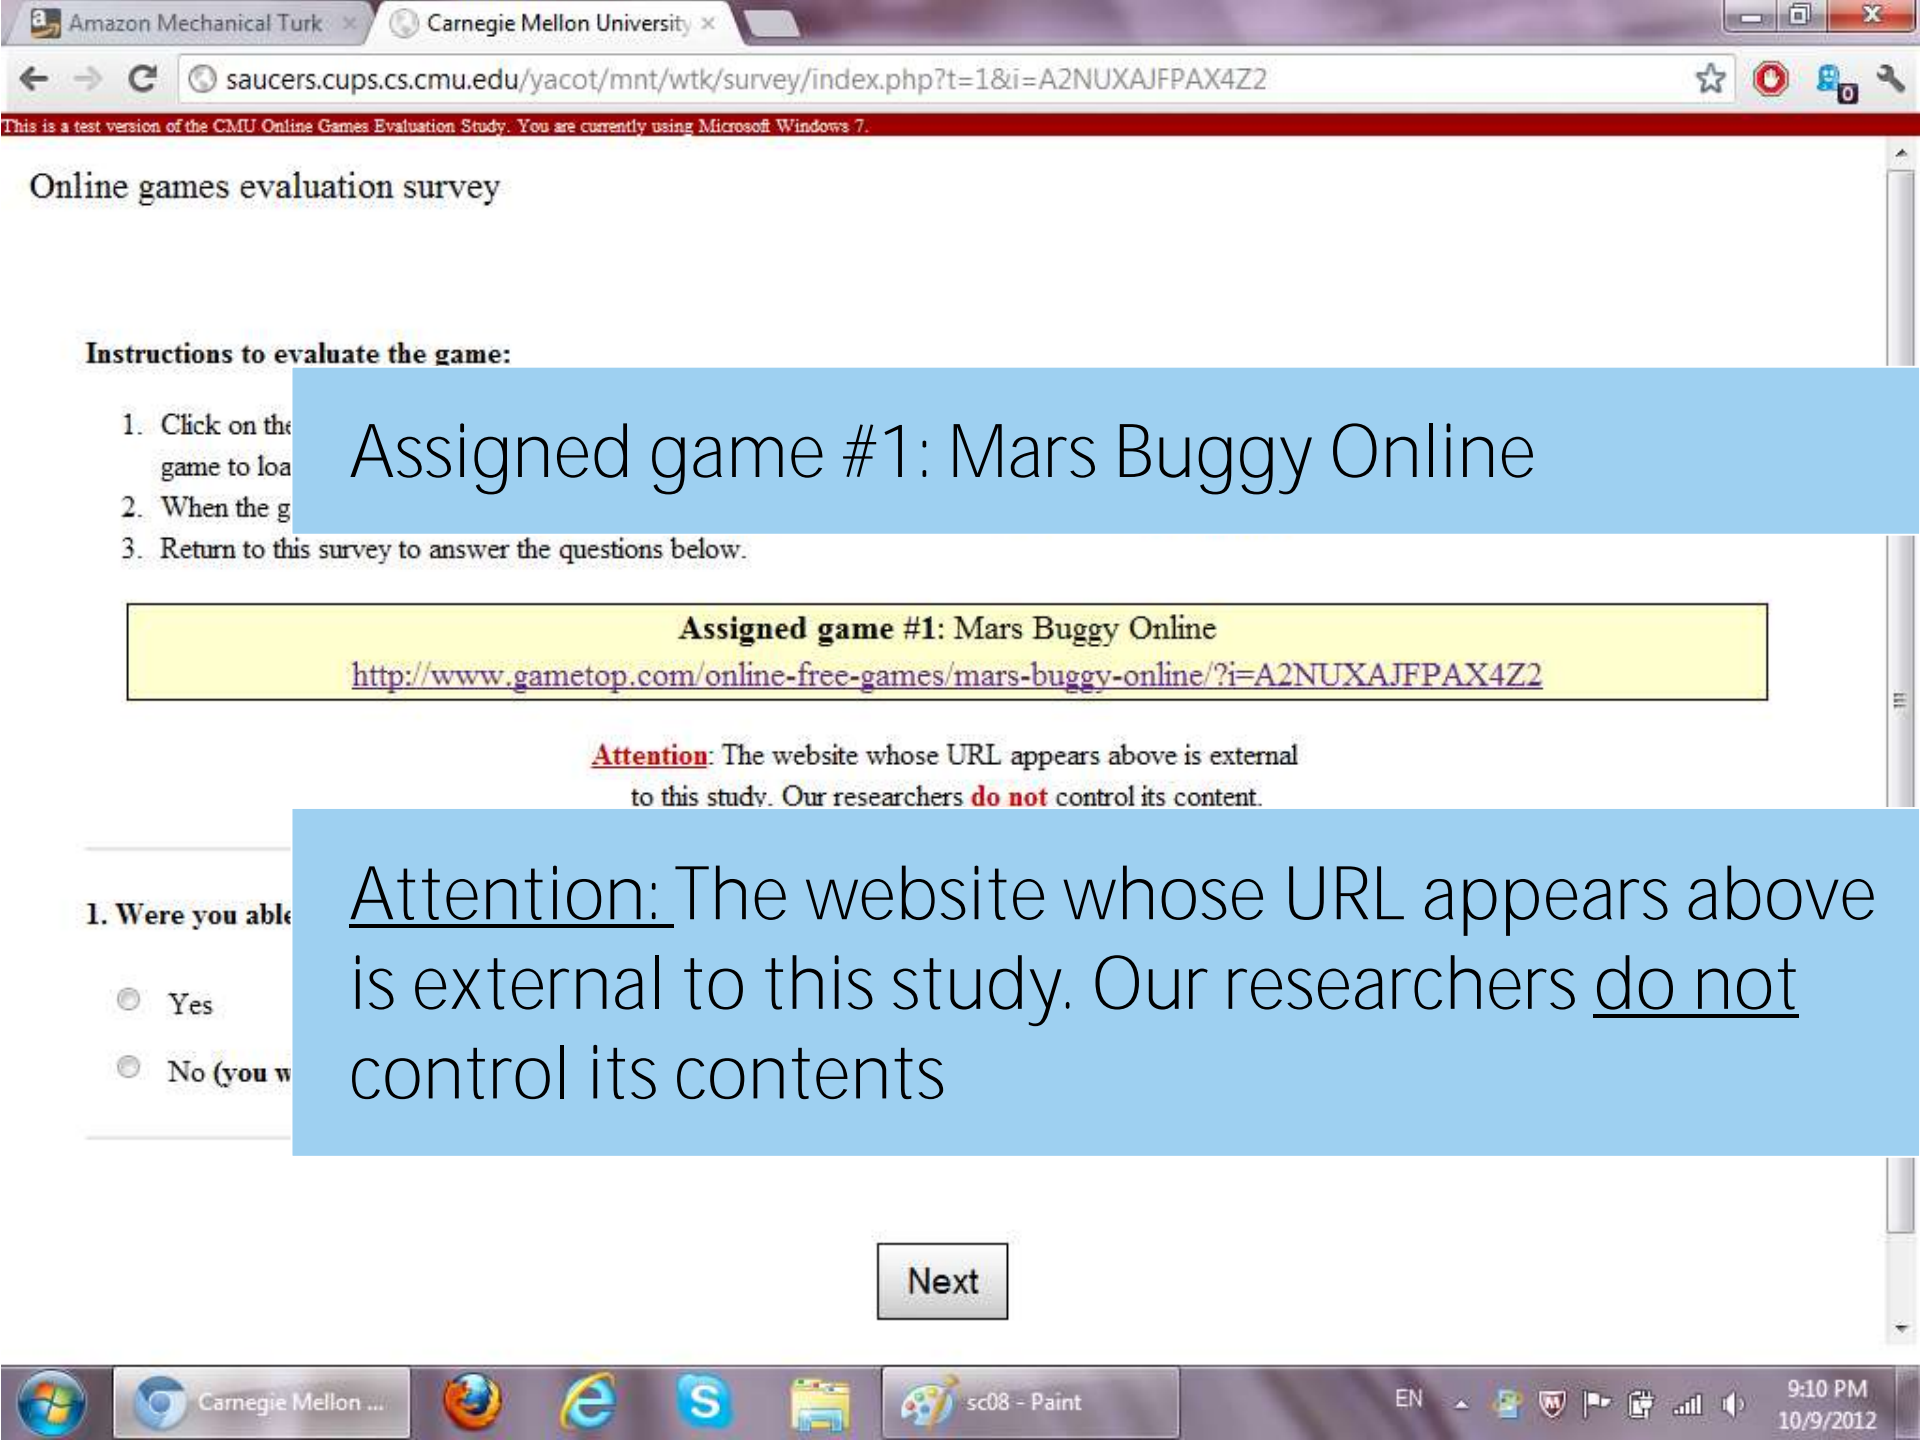 Amazon Mechanical Turk
Carnegie Mellon University
saucers.cups.cs.cmu.edu/yacot/mnt/wtk/survey/index.php?t=1&i=A2NUXAJFPAX4Z2
0
This is a test version of the CMU Online Games Evaluation Study. You are currently using Microsoft Windows 7.
Online games evaluation survey
Instructions to evaluate the game:
1. Click on the
game to loa
2. When the g
3. Return to this survey to answer the questions below.
Assigned game #1: Mars Buggy Online
Assigned game #1: Mars Buggy Online
http://www.gametop.com/online-free-games/mars-buggy-online/?i=A2NUXAJFPAX4Z2
Attention: The website whose URL appears above is external
to this study. Our researchers do not control its content.
Attention: The website whose URL appears above
is external to this study. Our researchers do not
control its contents
1. Were you able
Yes
No (you w
Next
Carnegie Mellon ...
sc08 - Paint
EN
9:10 PM
10/9/2012